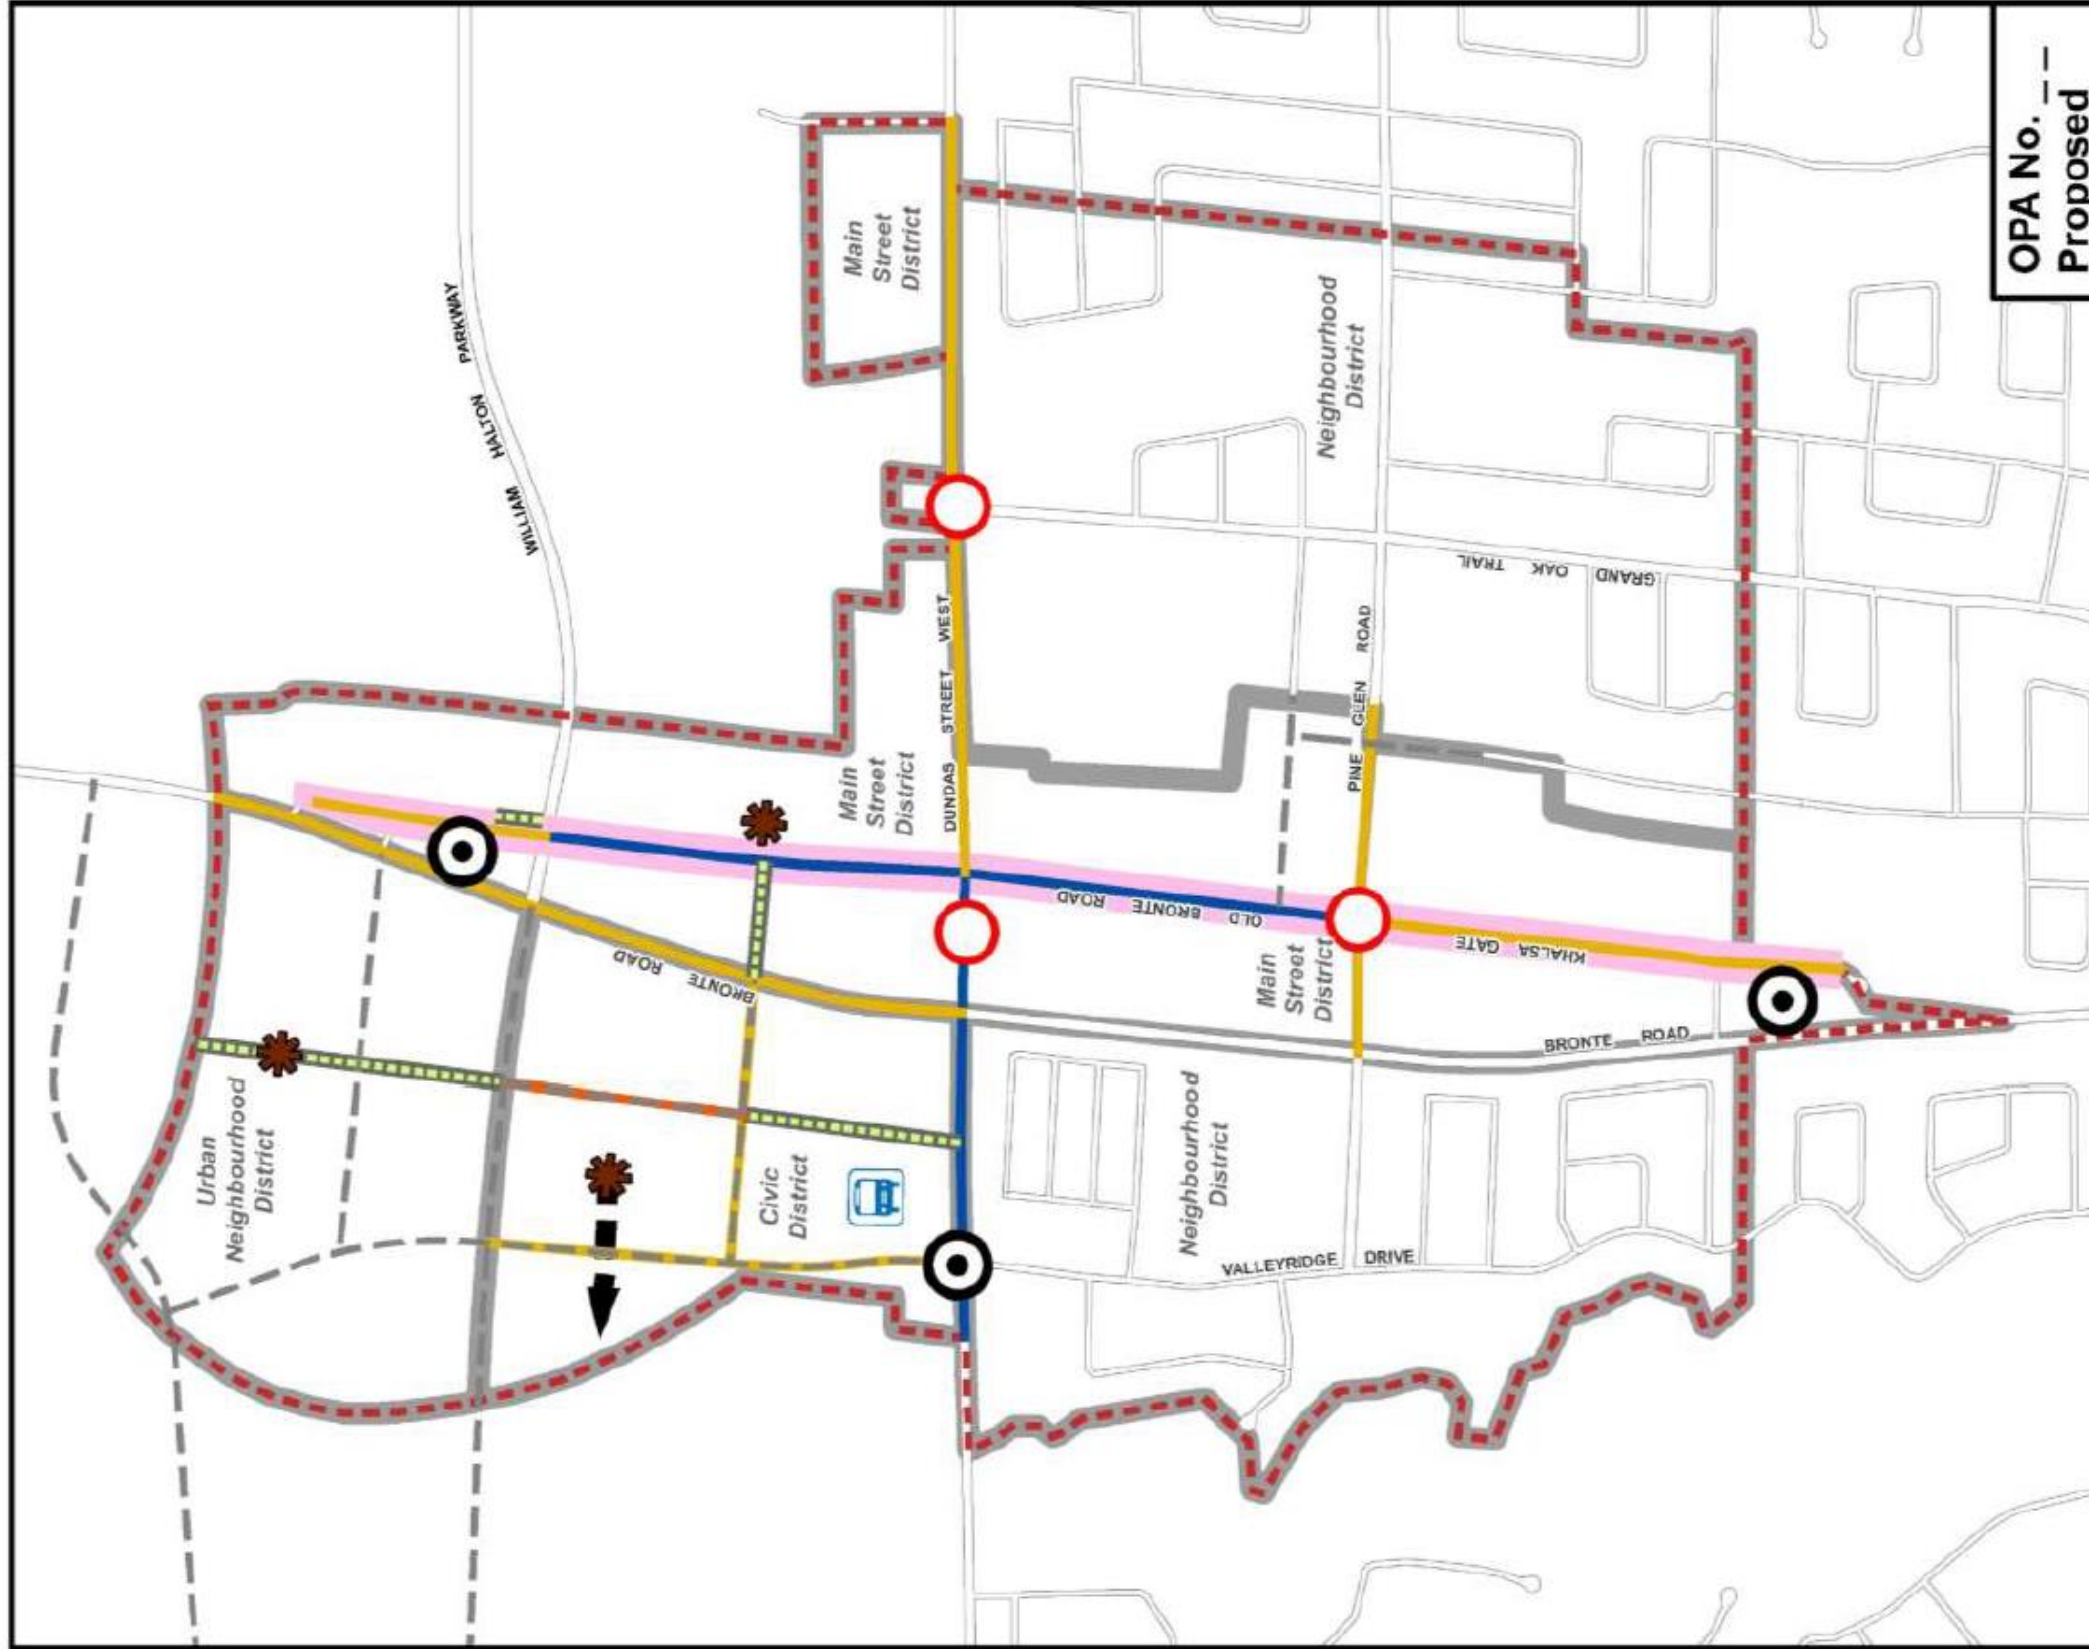 OPA No. _ _
Proposed
WILLIAM HALTON PARKWAY
Main
Street
District
Neighbourhood
District
GRAND OAK TRAIL
DUNDAS STREET WEST
PINE GLEN ROAD
Main
Street
District
OLD BRONTE ROAD
Main
Street
District
KHALSA GATE
BRONTE ROAD
BRONTE ROAD
Urban
Neighbourhood
District
Civic
District
Neighbourhood
District
VALLEYRIDGE DRIVE